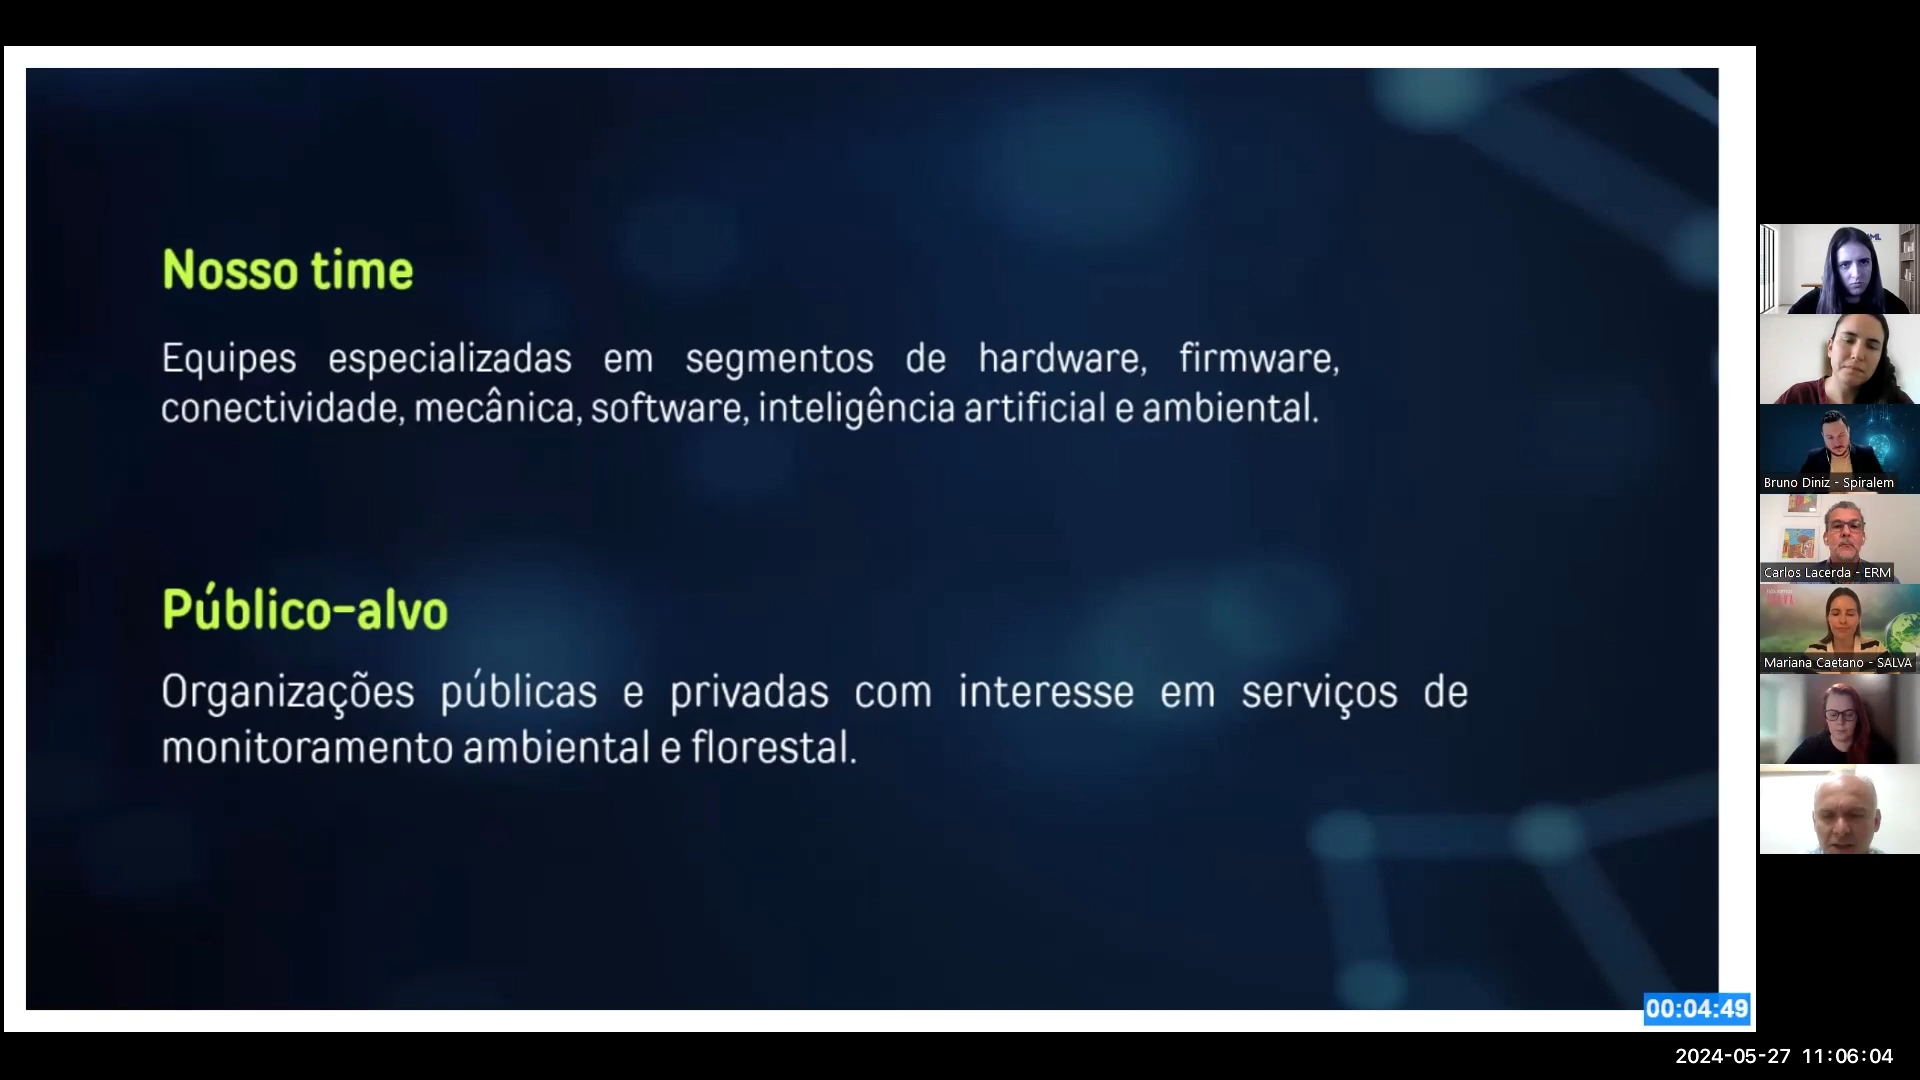 Nosso time
Equipes especializadas em segmentos de hardware, firmware,
conectividade, mecânica, software, inteligência artificial e ambiental.
Público-alvo
Organizações públicas e privadas com interesse em serviços de
monitoramento ambiental e florestal.
00:04:49
Bruno Diniz - Spiralem
Carlos Lacerda - ERM
Mariana Caetano - SALVA
2024-05-27 11:06:04